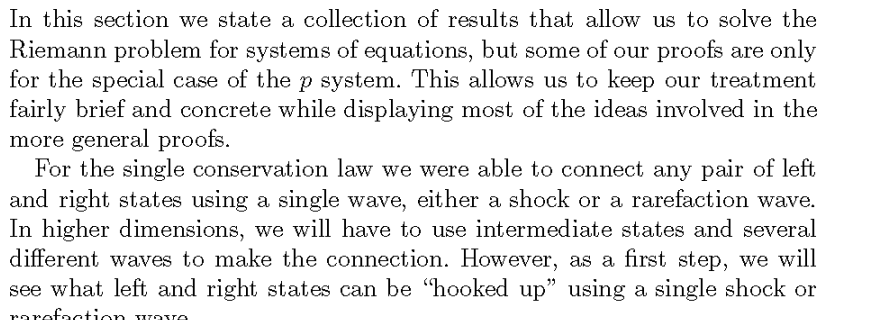 In this section we state a collection of results that allow us to solve the
Riemann problem for systems of equations, but some of our proofs are only
for the special case of the p system. This allows us to keep our treatment
fairly brief and concrete while displaying most of the ideas involved in the
more general proofs.
For the single conservation law we were able to connect any pair of left
and right states using a single wave, either a shock or a rarefaction wave.
In higher dimensions, we will have to use intermediate states and several
different waves to make the connection. However, as a first step, we will
see what left and right states can be “hooked up” using a single shock or
rarefaction wave.